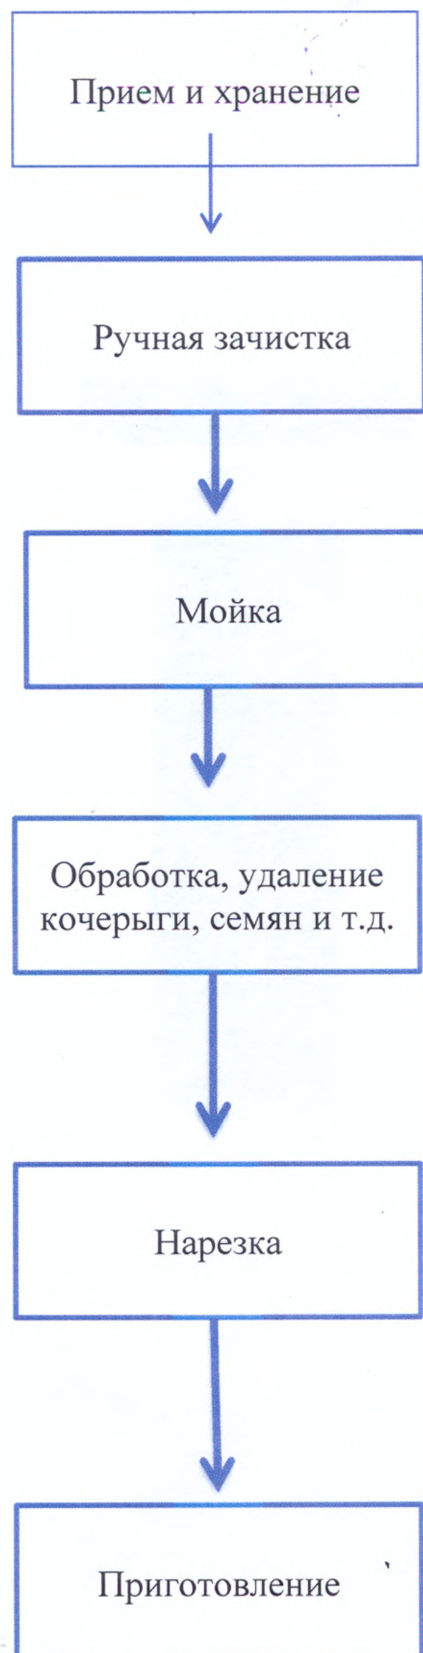 Прием и хранение
Ручная зачистка
Мойка
Обработка, удаление
кочерыги, семян и т.д.
Нарезка
Приготовление